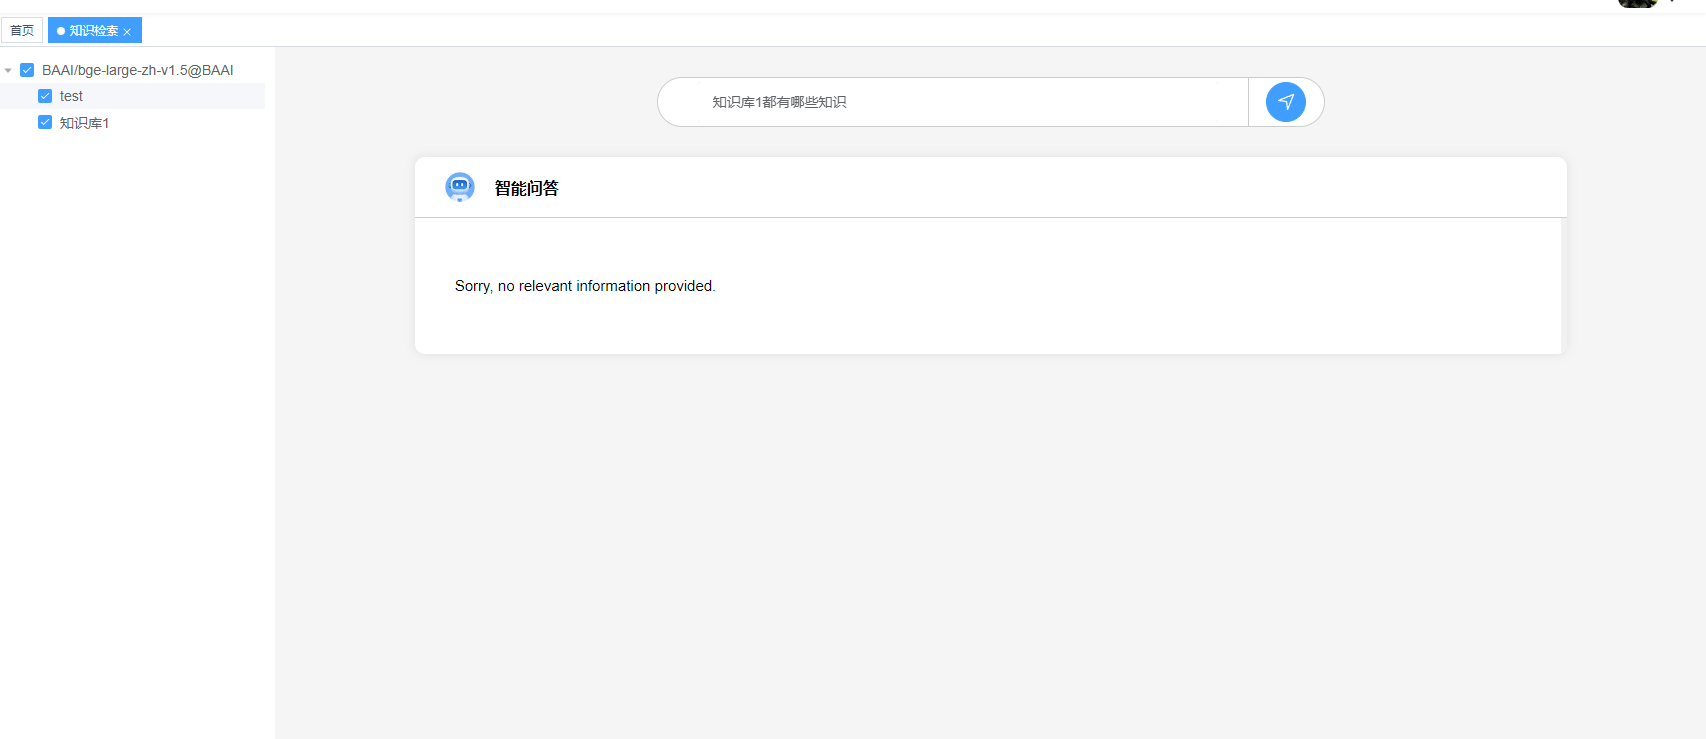 首页
知识检索
BAAI/bge-large-zh-v1.5@BAAI
test
知识库1
知识库1都有哪些知识
智能问答
Sorry, no relevant information provided.